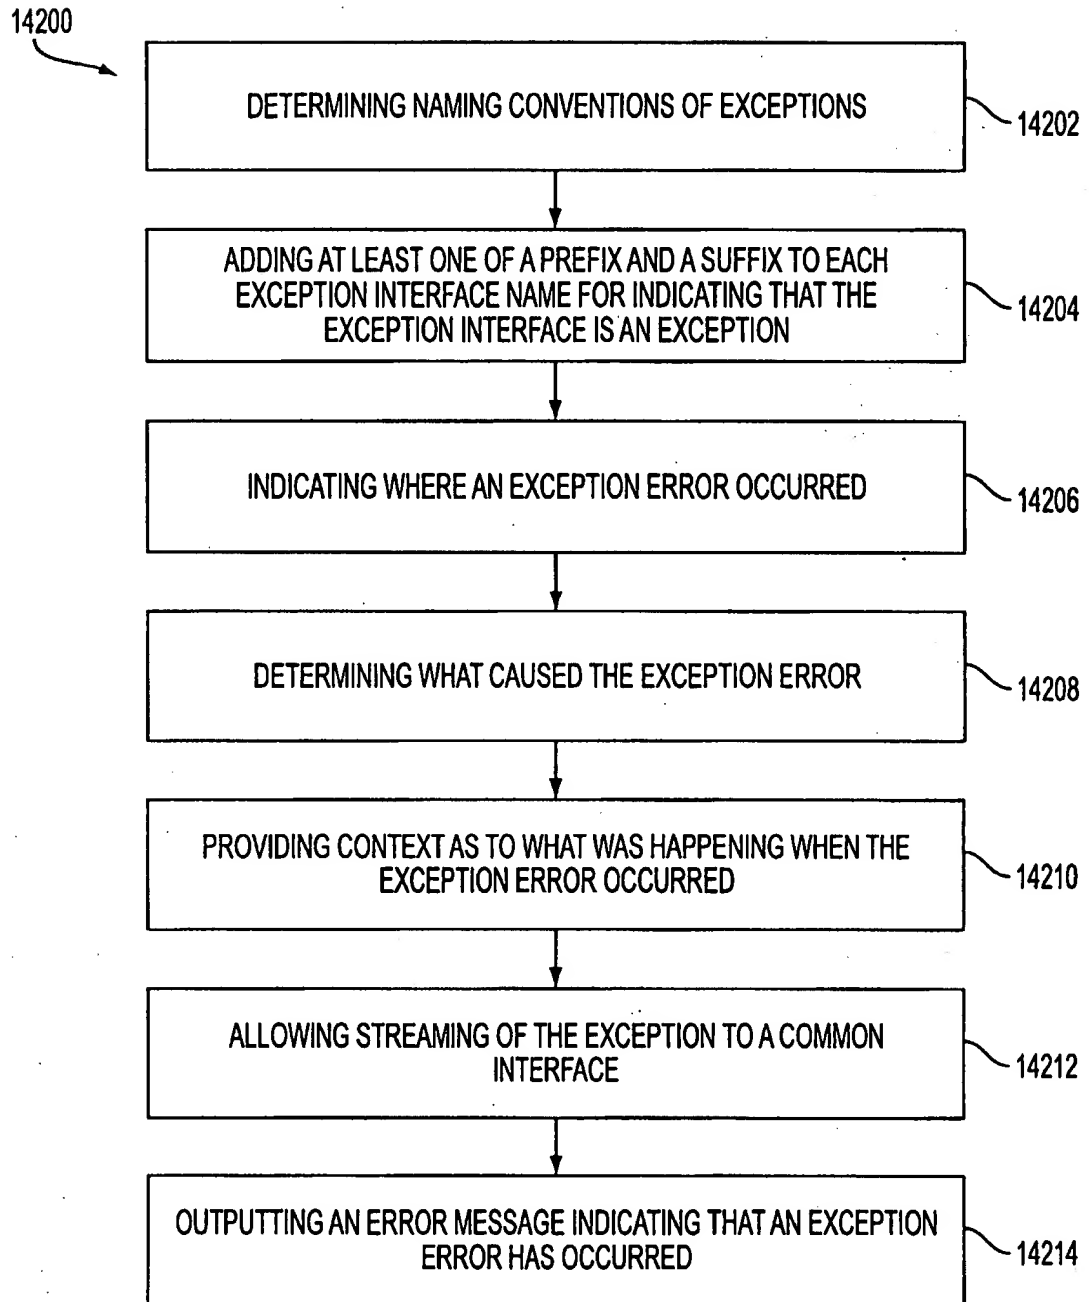 14200
DETERMINING NAMING CONVENTIONS OF EXCEPTIONS
14202
ADDING AT LEAST ONE OF A PREFIX AND A SUFFIX TO EACH
EXCEPTION INTERFACE NAME FOR INDICATING THAT THE
EXCEPTION INTERFACE IS AN EXCEPTION
14204
INDICATING WHERE AN EXCEPTION ERROR OCCURRED
14206
DETERMINING WHAT CAUSED THE EXCEPTION ERROR
14208
PROVIDING CONTEXT AS TO WHAT WAS HAPPENING WHEN THE
EXCEPTION ERROR OCCURRED
14210
ALLOWING STREAMING OF THE EXCEPTION TO A COMMON
INTERFACE
14212
OUTPUTTING AN ERROR MESSAGE INDICATING THAT AN EXCEPTION
ERROR HAS OCCURRED
14214